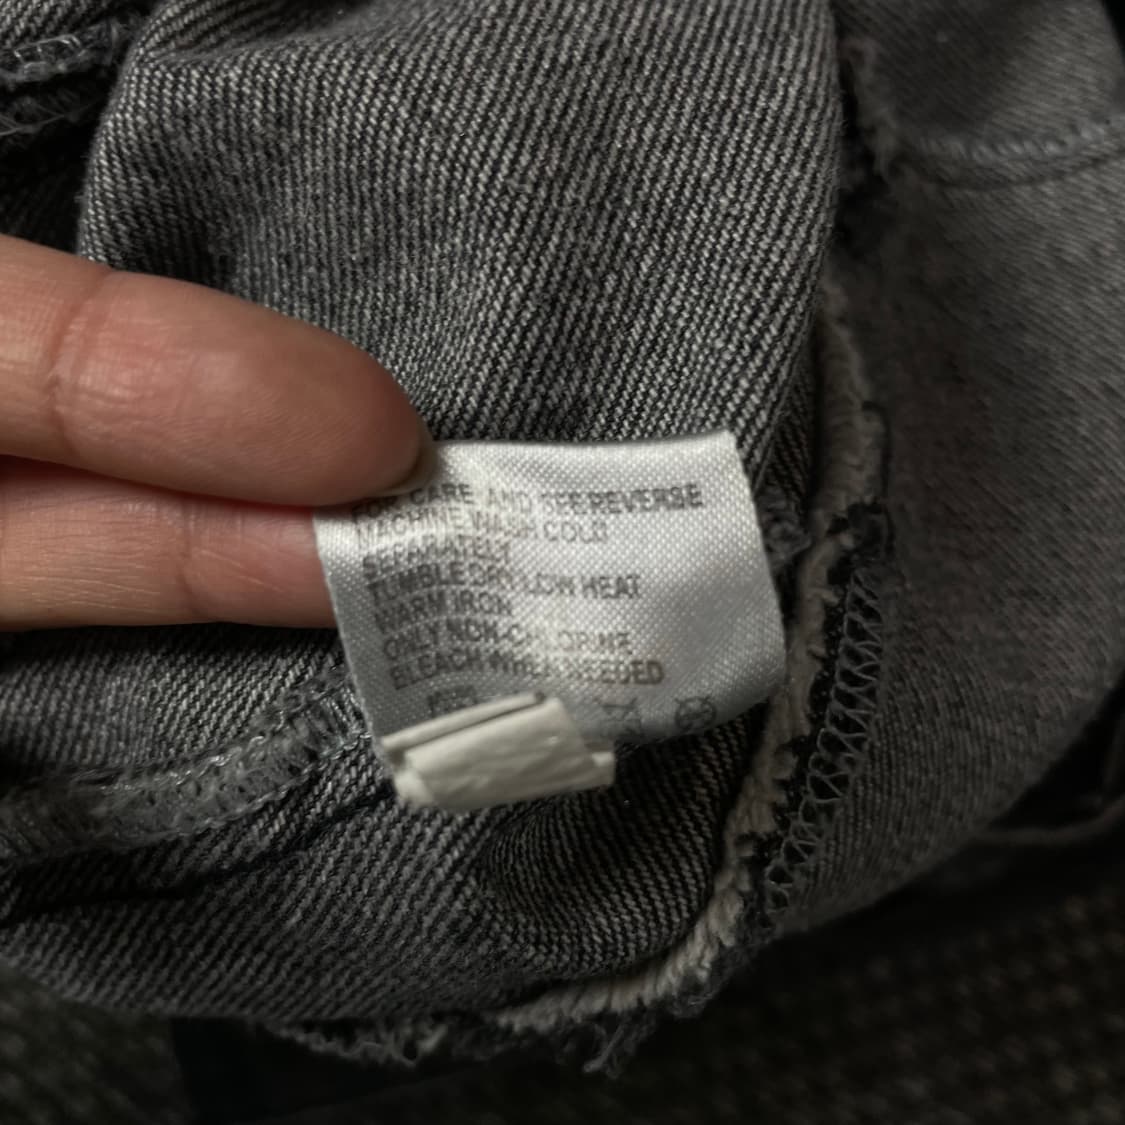 CARE AND SEE REVERSE
MACHINE WASH COLD
SEPARATELY
TUMBLE DRY LOW HEAT
WARM IRON
ONLY NON-CHLORINE
BLEACH WHEN NEEDED